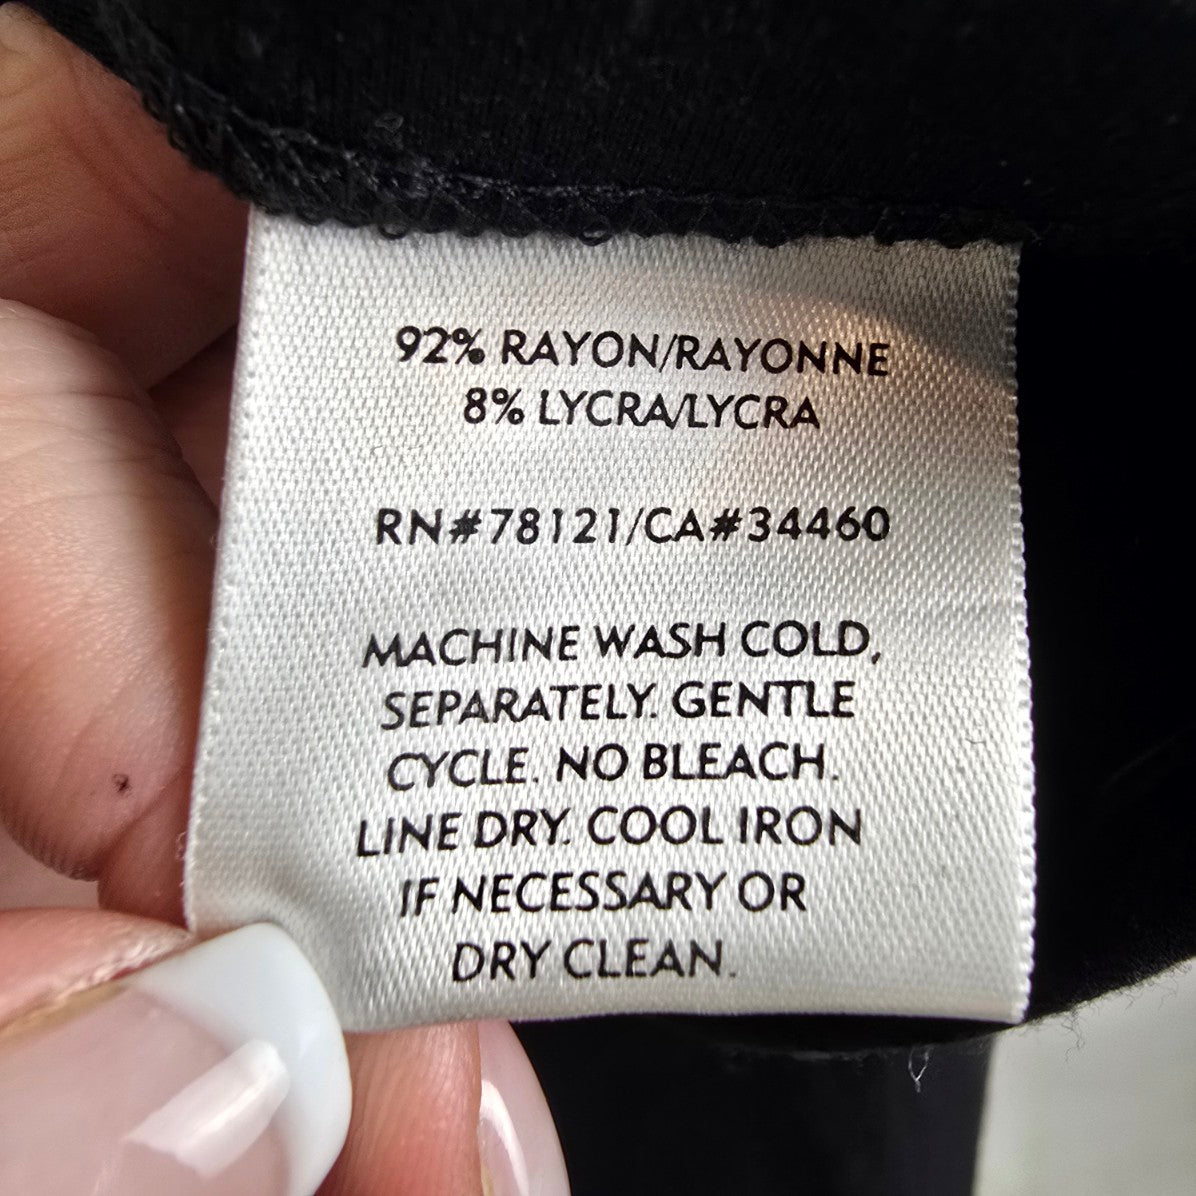 92% RAYON/RAYONNE
8% LYCRA/LYCRA
RN#78121/CA#34460
MACHINE WASH COLD,
SEPARATELY. GENTLE
CYCLE. NO BLEACH.
LINE DRY. COOL IRON
IF NECESSARY OR
DRY CLEAN.